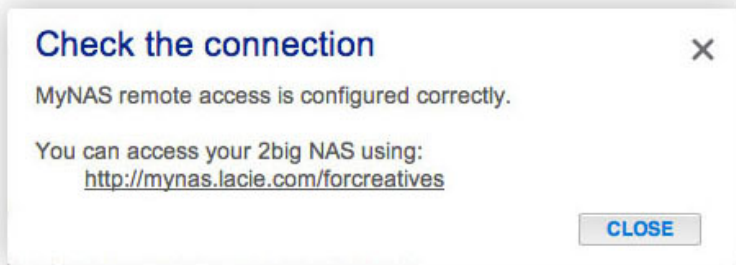 Check the connection
MyNAS remote access is configured correctly.
You can access your 2big NAS using:
http://mynas.lacie.com/forcreatives
CLOSE